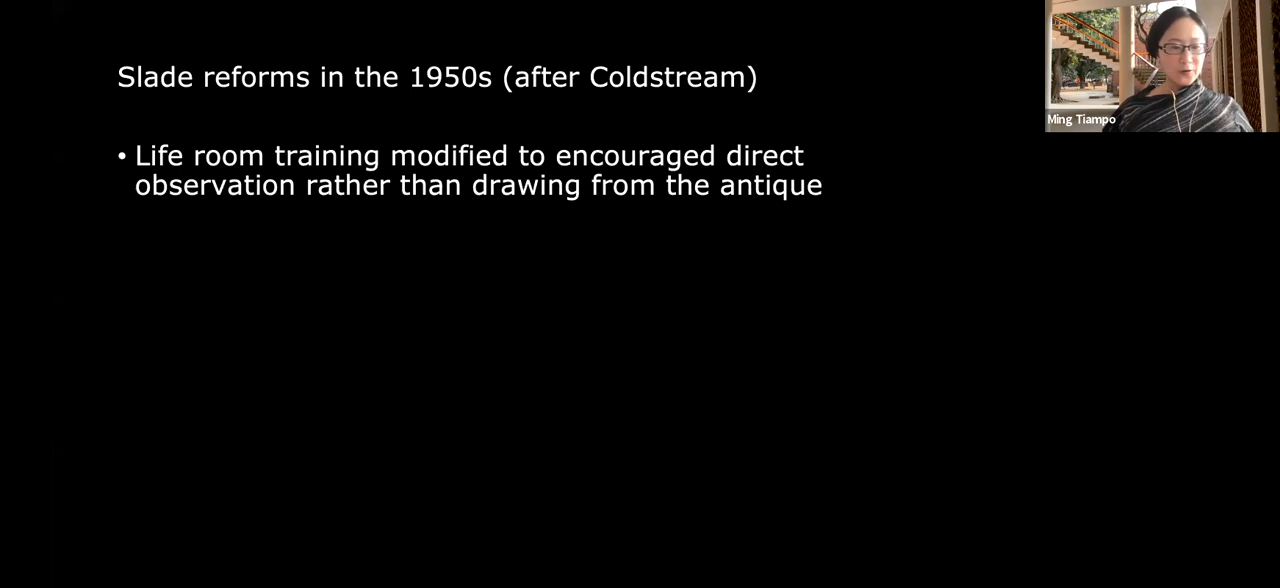 Slade reforms in the 1950s (after Coldstream)
• Life room training modified to encouraged direct
observation rather than drawing from the antique
Ming Tiampo